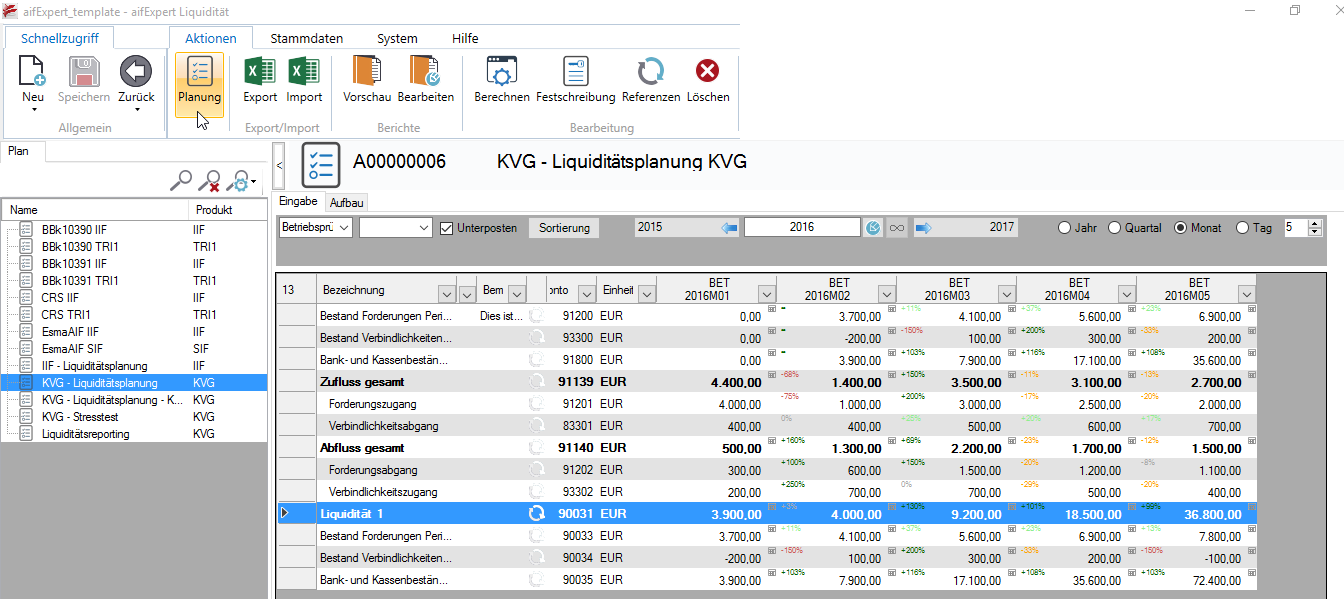 aifExpert_template - aifExpert Liquidität
Schnellzugriff Aktionen Stammdaten System Hilfe
Neu Speichern Zurück Planung Export Import Vorschau Bearbeiten Berechnen Festschreibung Referenzen Löschen
Allgemein Export/Import Berichte Bearbeitung
Plan
A00000006 KVG - Liquiditätsplanung KVG
Eingabe Aufbau
Betriebsprü Unterposten Sortierung 2015 2016 2017 Jahr Quartal Monat Tag 5
Name Produkt
BBk10390 IIF IIF
BBk10390 TRI1 TRI1
BBk10391 IIF IIF
BBk10391 TRI1 TRI1
CRS IIF IIF
CRS TRI1 TRI1
EsmaAIF IIF IIF
EsmaAIF SIF SIF
IIF - Liquiditätsplanung IIF
KVG - Liquiditätsplanung KVG
KVG - Liquiditätsplanung - K... KVG
KVG - Stresstest KVG
Liquiditätsreporting KVG
13 Bezeichnung Bem onto Einheit BET 2016M01 BET 2016M02 BET 2016M03 BET 2016M04 BET 2016M05
Bestand Forderungen Peri... Dies ist... 91200 EUR 0,00 - 3.700,00 +11% 4.100,00 +37% 5.600,00 +23% 6.900,00
Bestand Verbindlichkeiten... 93300 EUR 0,00 - -200,00 -150% 100,00 +200% 300,00 -33% 200,00
Bank- und Kassenbestän... 91800 EUR 0,00 - 3.900,00 +103% 7.900,00 +116% 17.100,00 +108% 35.600,00
Zufluss gesamt 91139 EUR 4.400,00 -68% 1.400,00 +150% 3.500,00 -11% 3.100,00 -13% 2.700,00
Forderungszugang 91201 EUR 4.000,00 -75% 1.000,00 +200% 3.000,00 -17% 2.500,00 -20% 2.000,00
Verbindlichkeitsabgang 83301 EUR 400,00 0% 400,00 +25% 500,00 +20% 600,00 +17% 700,00
Abfluss gesamt 91140 EUR 500,00 +160% 1.300,00 +69% 2.200,00 -23% 1.700,00 -12% 1.500,00
Forderungsabgang 91202 EUR 300,00 +100% 600,00 +150% 1.500,00 -20% 1.200,00 -8% 1.100,00
Verbindlichkeitszugang 93302 EUR 200,00 +250% 700,00 0% 700,00 -29% 500,00 -20% 400,00
Liquidität 1 90031 EUR 3.900,00 +3% 4.000,00 +130% 9.200,00 +101% 18.500,00 +99% 36.800,00
Bestand Forderungen Peri... 90033 EUR 3.700,00 +11% 4.100,00 +37% 5.600,00 +23% 6.900,00 +13% 7.800,00
Bestand Verbindlichkeiten... 90034 EUR -200,00 -150% 100,00 +200% 300,00 -33% 200,00 -150% -100,00
Bank- und Kassenbestän... 90035 EUR 3.900,00 +103% 7.900,00 +116% 17.100,00 +108% 35.600,00 +103% 72.400,00